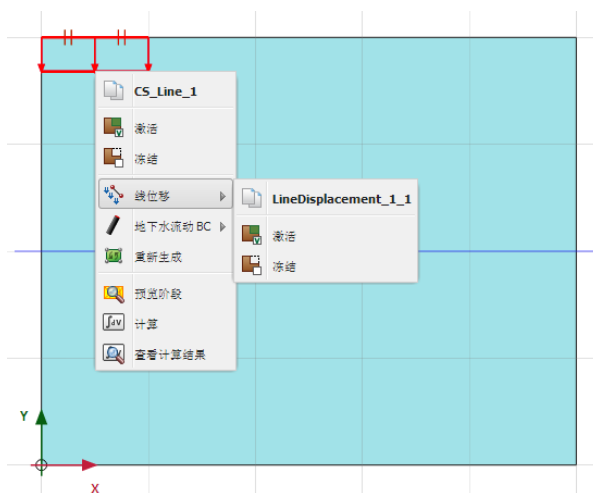 CS_Line_1
激活
冻结
线位移
LineDisplacement_1_1
激活
冻结
地下水流动 BC
重新生成
预览阶段
∫dV
计算
查看计算结果
Y
X